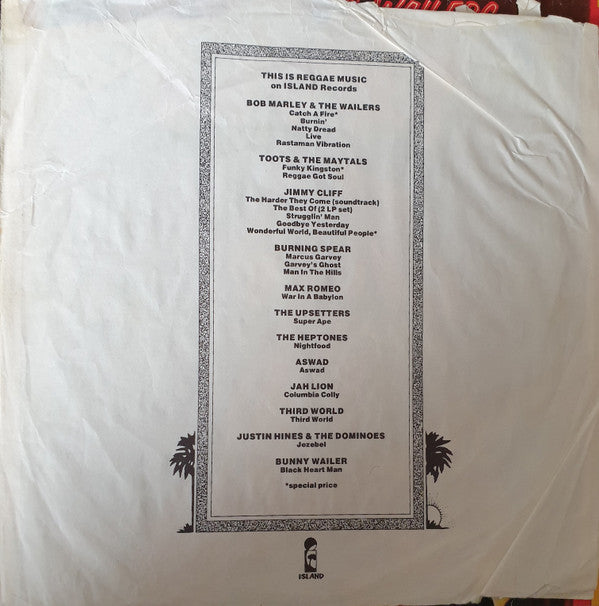 WAILERS
THIS IS REGGAE MUSIC
on ISLAND Records
BOB MARLEY & THE WAILERS
Catch A Fire*
Burnin'
Natty Dread
Live
Rastaman Vibration
TOOTS & THE MAYTALS
Funky Kingston*
Reggae Got Soul
JIMMY CLIFF
The Harder They Come (soundtrack)
The Best Of (2 LP set)
Strugglin' Man
Goodbye Yesterday
Wonderful World, Beautiful People*
BURNING SPEAR
Marcus Garvey
Garvey's Ghost
Man In The Hills
MAX ROMEO
War In A Babylon
THE UPSETTERS
Super Ape
THE HEPTONES
Nightfood
ASWAD
Aswad
JAH LION
Columbia Colly
THIRD WORLD
Third World
JUSTIN HINES & THE DOMINOES
Jezebel
BUNNY WAILER
Black Heart Man
*special price
ISLAND